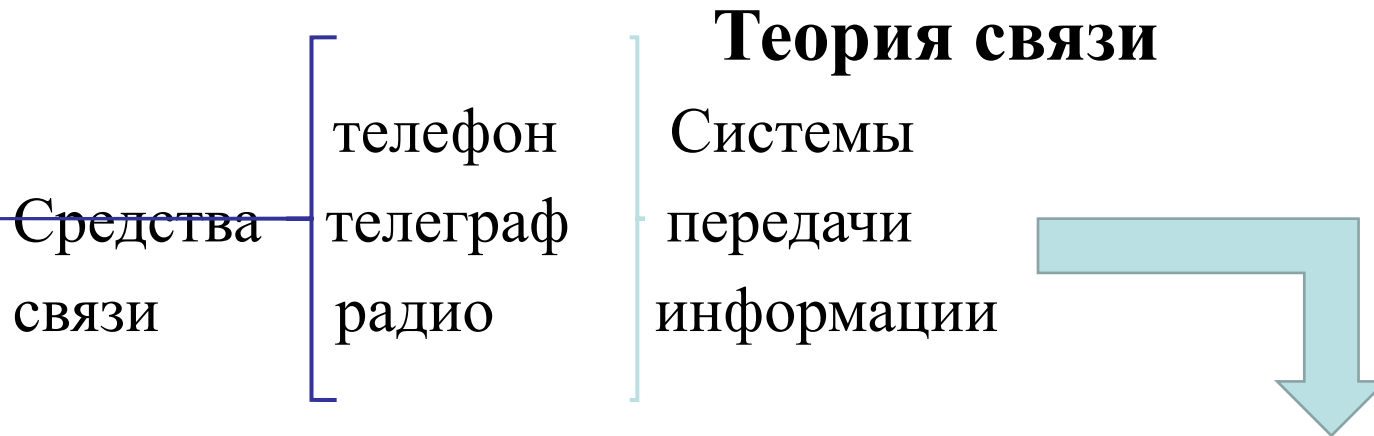 Теория связи
телефон Системы
Средства телеграф передачи
связи радио информации